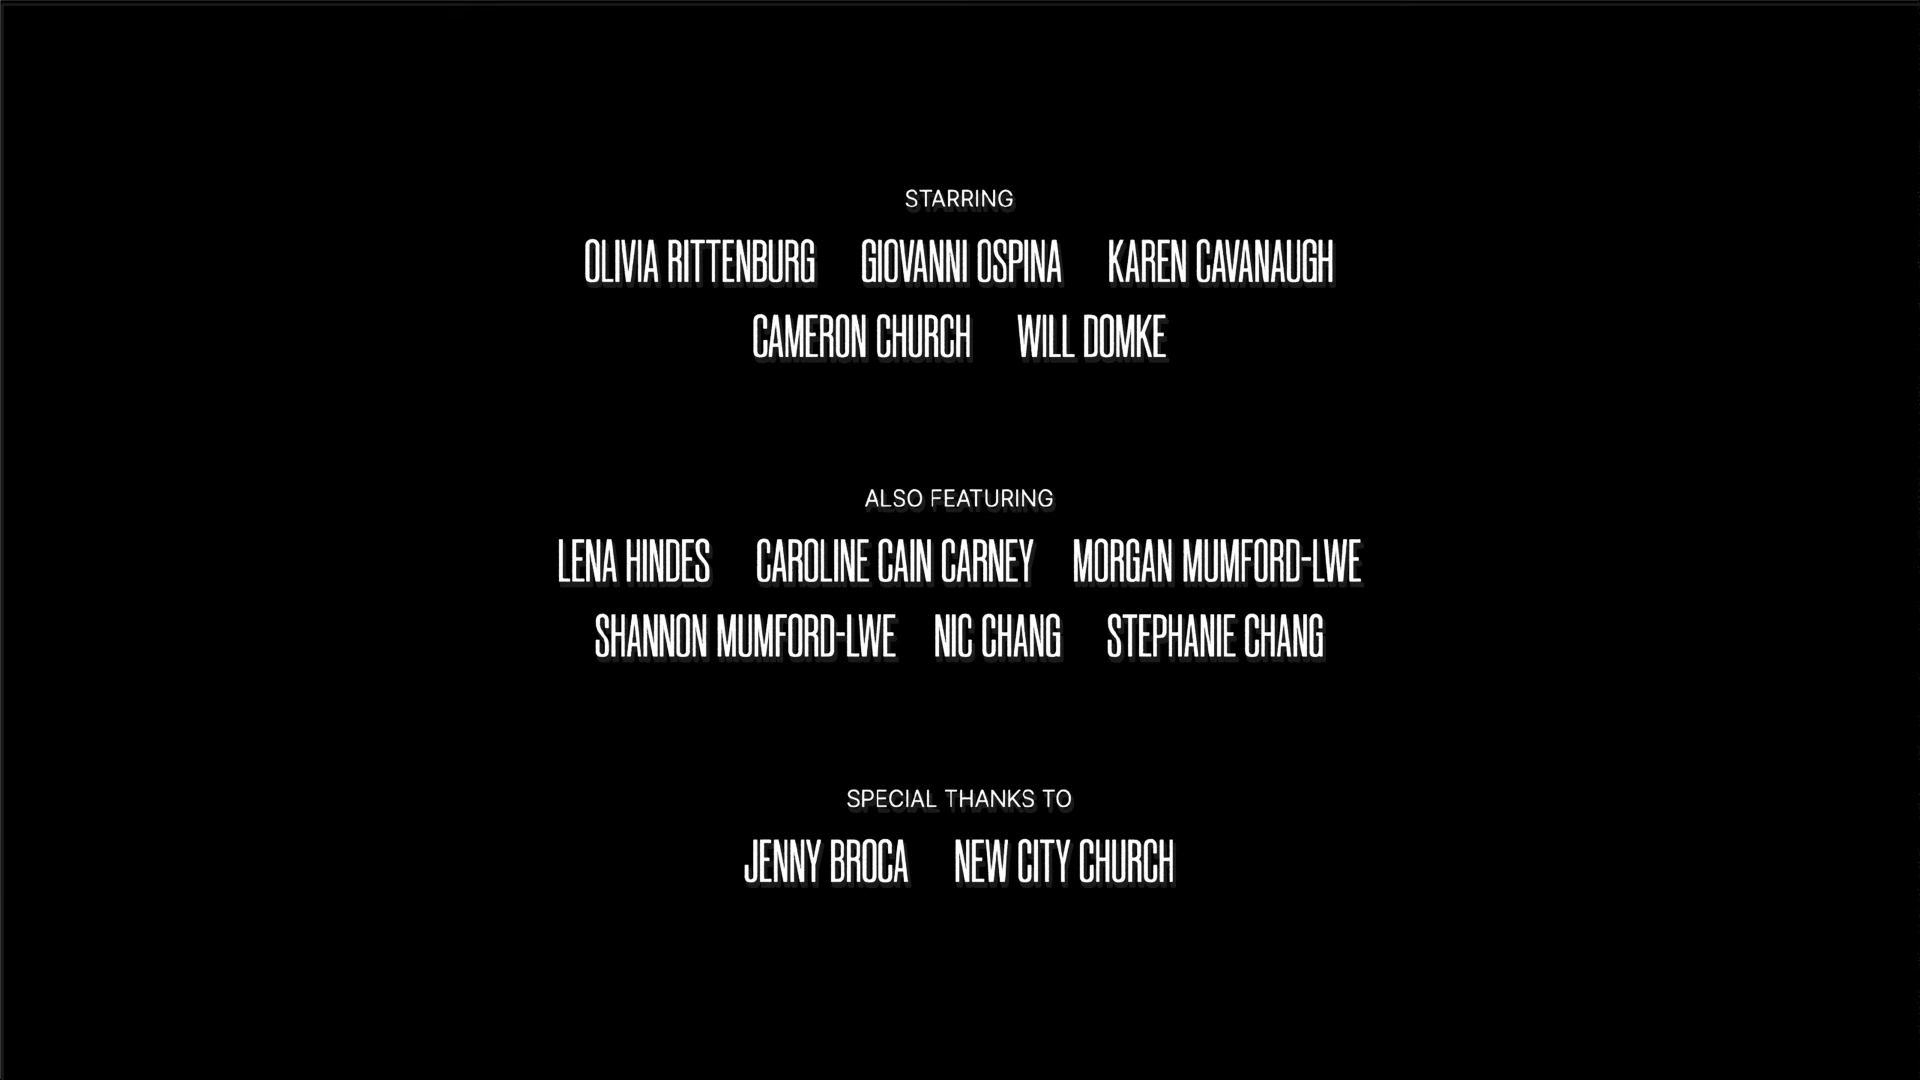 STARRING
OLIVIA RITTENBURG GIOVANNI OSPINA KAREN CAVANAUGH
CAMERON CHURCH WILL DOMKE
ALSO FEATURING
LENA HINDES CAROLINE CAIN CARNEY MORGAN MUMFORD-LWE
SHANNON MUMFORD-LWE NIC CHANG STEPHANIE CHANG
SPECIAL THANKS TO
JENNY BROCA NEW CITY CHURCH